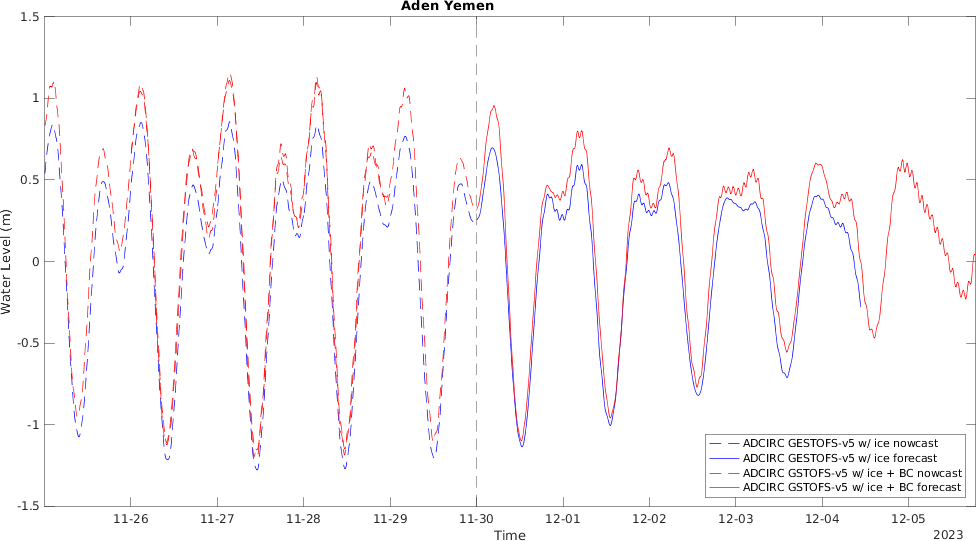 Aden Yemen
1.5
1
0.5
0
-0.5
-1
-1.5
Water Level (m)
11-26 11-27 11-28 11-29 11-30 12-01 12-02 12-03 12-04 12-05
Time
2023
ADCIRC GESTOFS-v5 w/ ice nowcast
ADCIRC GESTOFS-v5 w/ ice forecast
ADCIRC GSTOFS-v5 w/ ice + BC nowcast
ADCIRC GSTOFS-v5 w/ ice + BC forecast